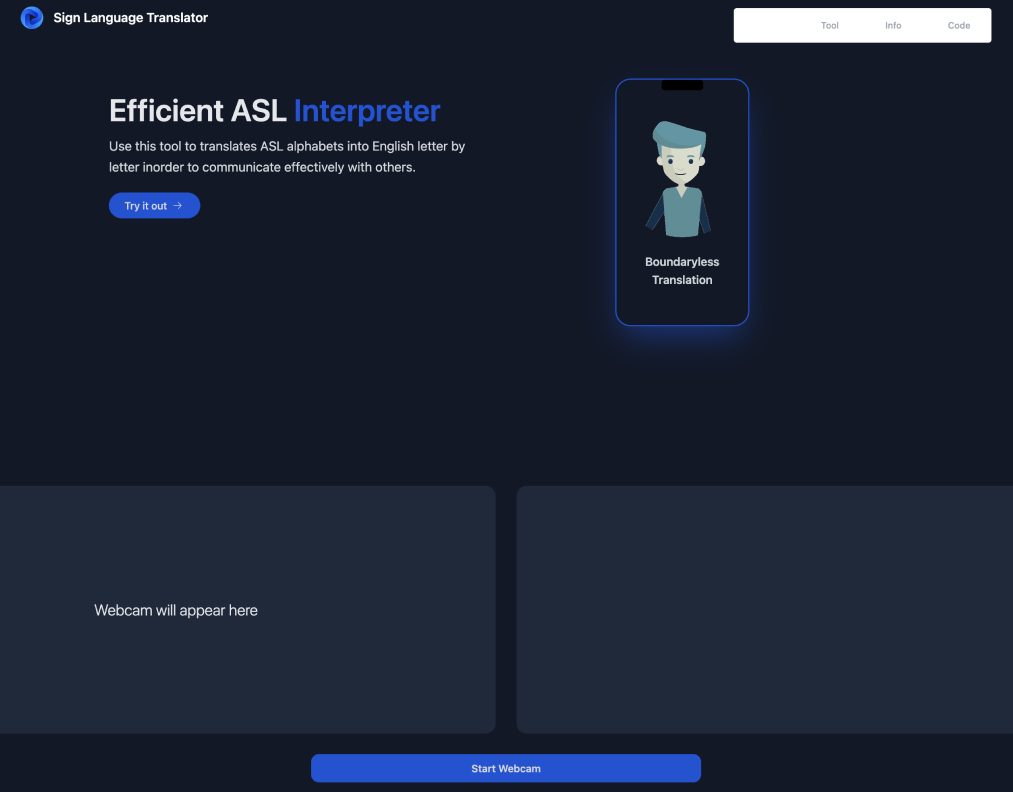 Sign Language Translator
Tool Info Code
Efficient ASL Interpreter
Use this tool to translates ASL alphabets into English letter by
letter inorder to communicate effectively with others.
Try it out →
Boundaryless
Translation
Webcam will appear here
Start Webcam